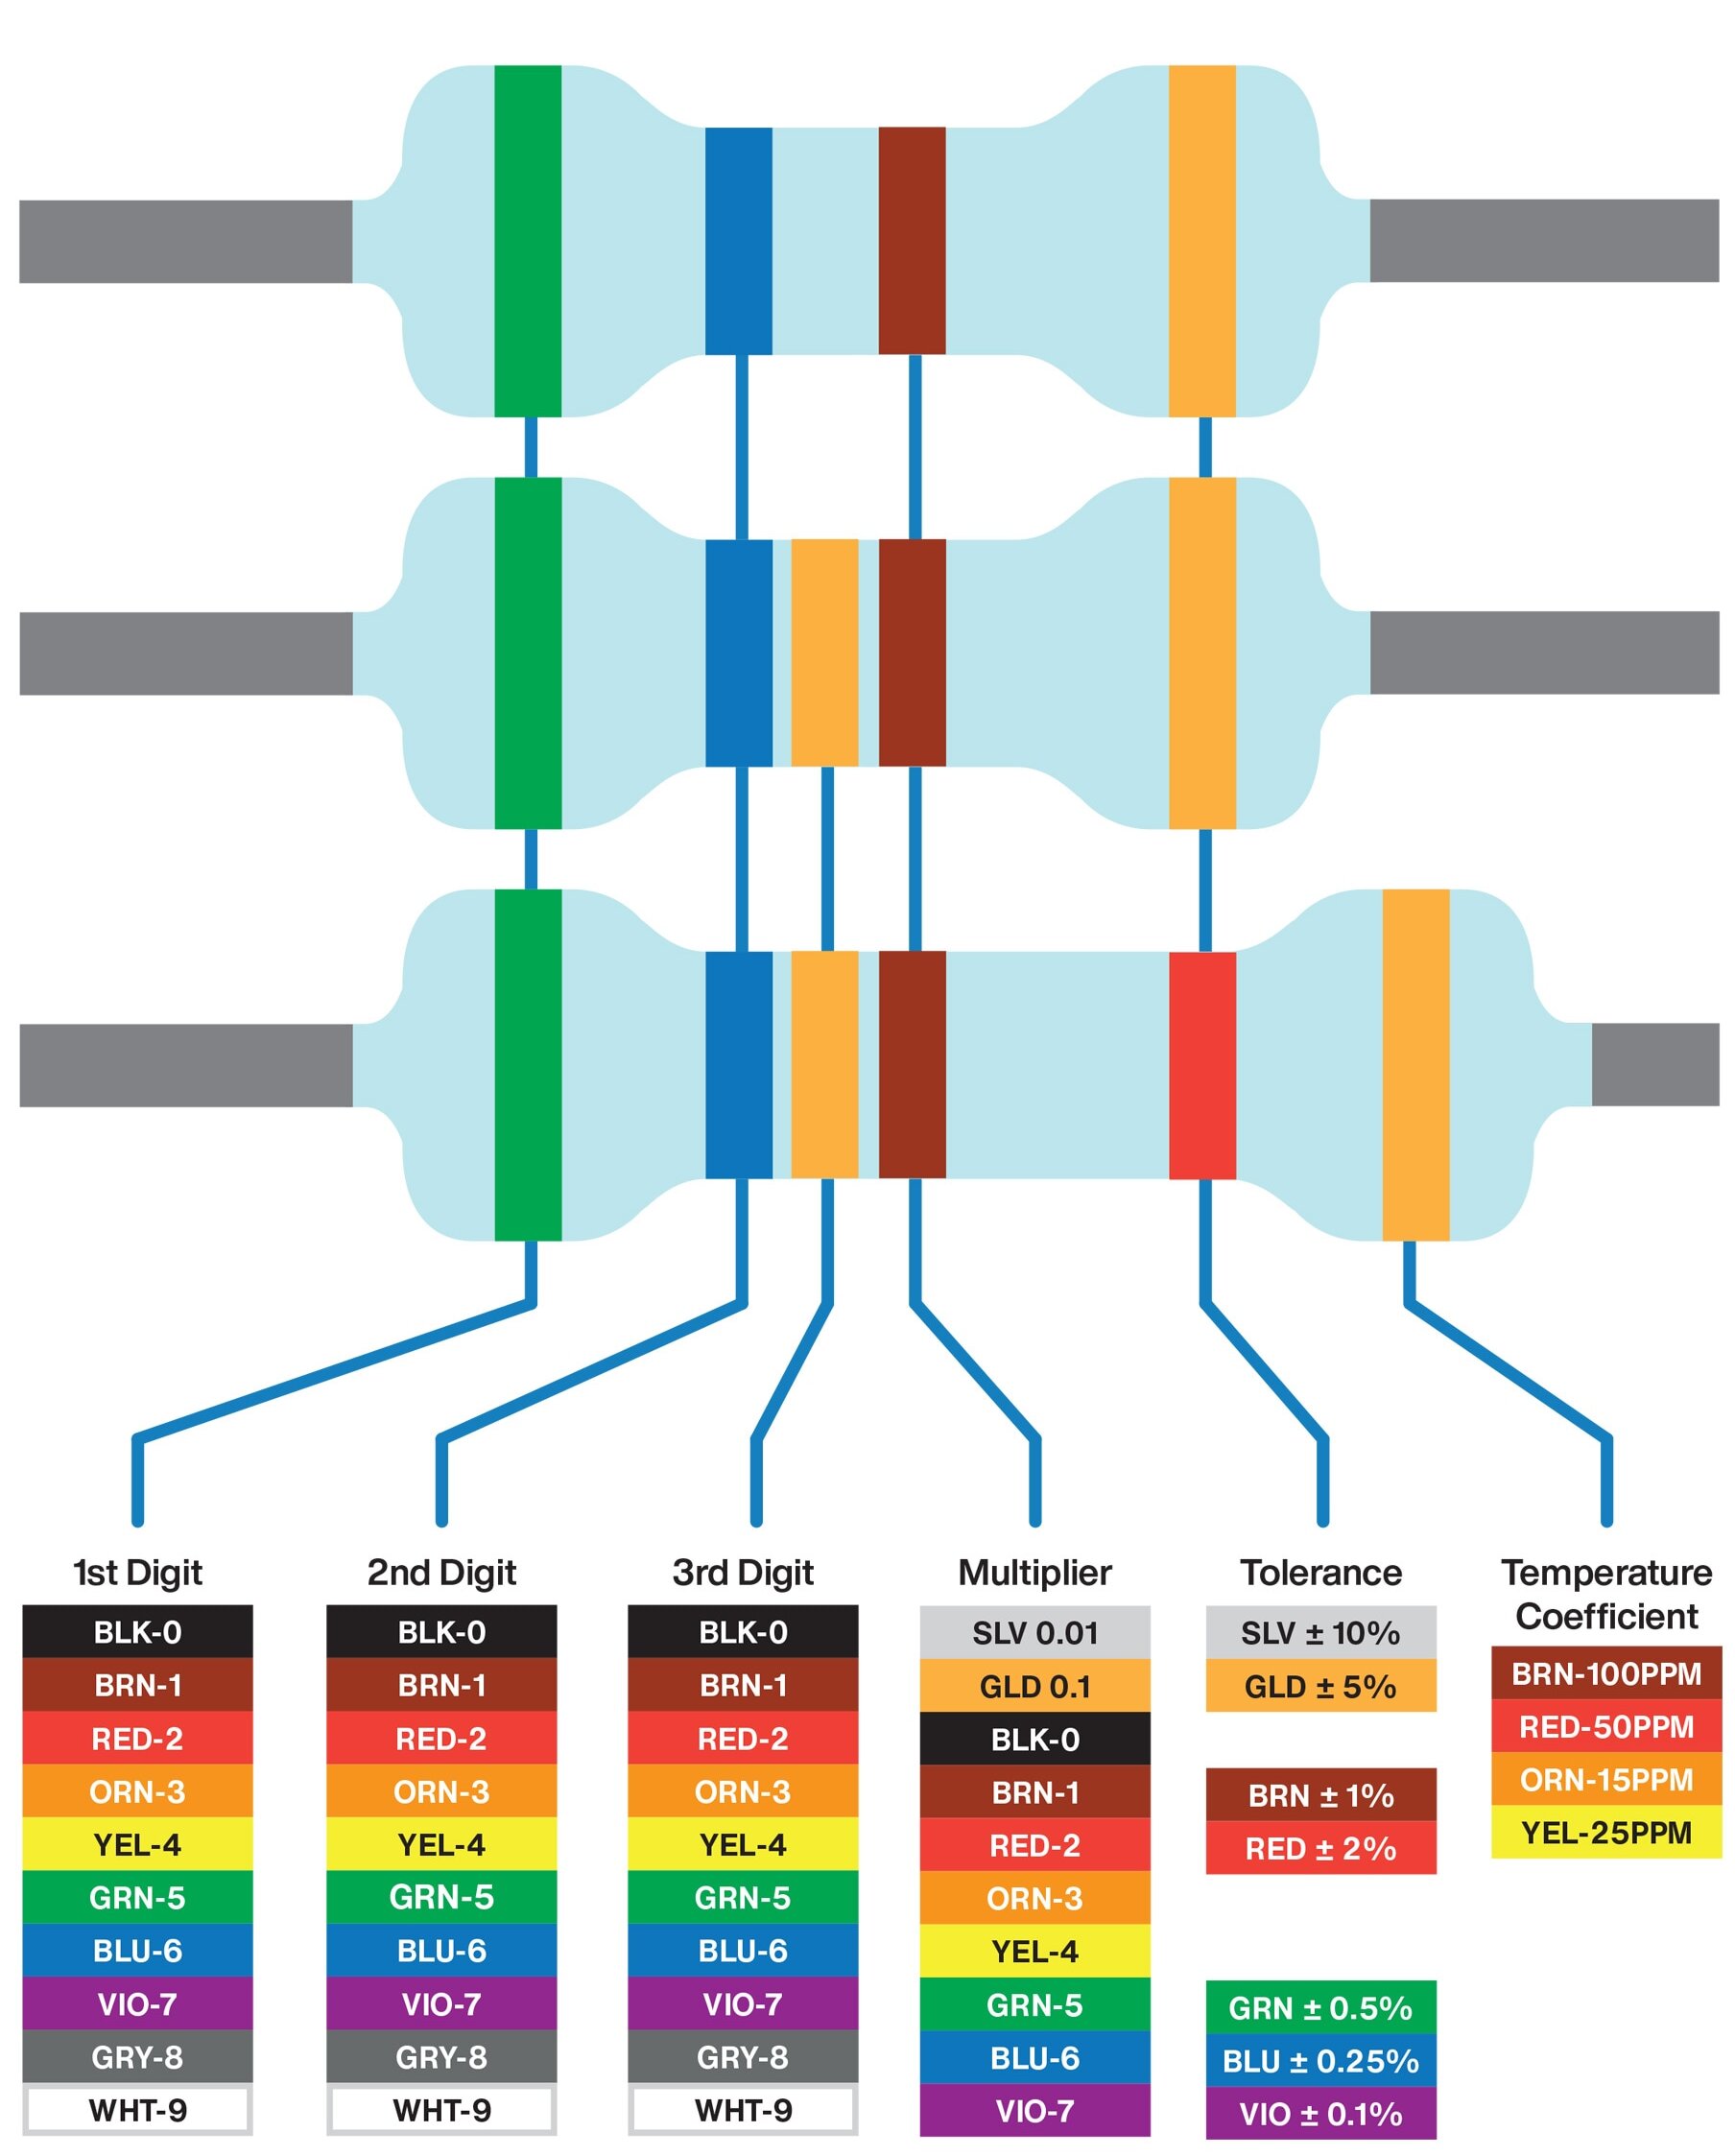 1st Digit
BLK-0
BRN-1
RED-2
ORN-3
YEL-4
GRN-5
BLU-6
VIO-7
GRY-8
WHT-9
2nd Digit
BLK-0
BRN-1
RED-2
ORN-3
YEL-4
GRN-5
BLU-6
VIO-7
GRY-8
WHT-9
3rd Digit
BLK-0
BRN-1
RED-2
ORN-3
YEL-4
GRN-5
BLU-6
VIO-7
GRY-8
WHT-9
Multiplier
SLV 0.01
GLD 0.1
BLK-0
BRN-1
RED-2
ORN-3
YEL-4
GRN-5
BLU-6
VIO-7
Tolerance
SLV ± 10%
GLD ± 5%
BRN ± 1%
RED ± 2%
GRN ± 0.5%
BLU ± 0.25%
VIO ± 0.1%
Temperature
Coefficient
BRN-100PPM
RED-50PPM
ORN-15PPM
YEL-25PPM